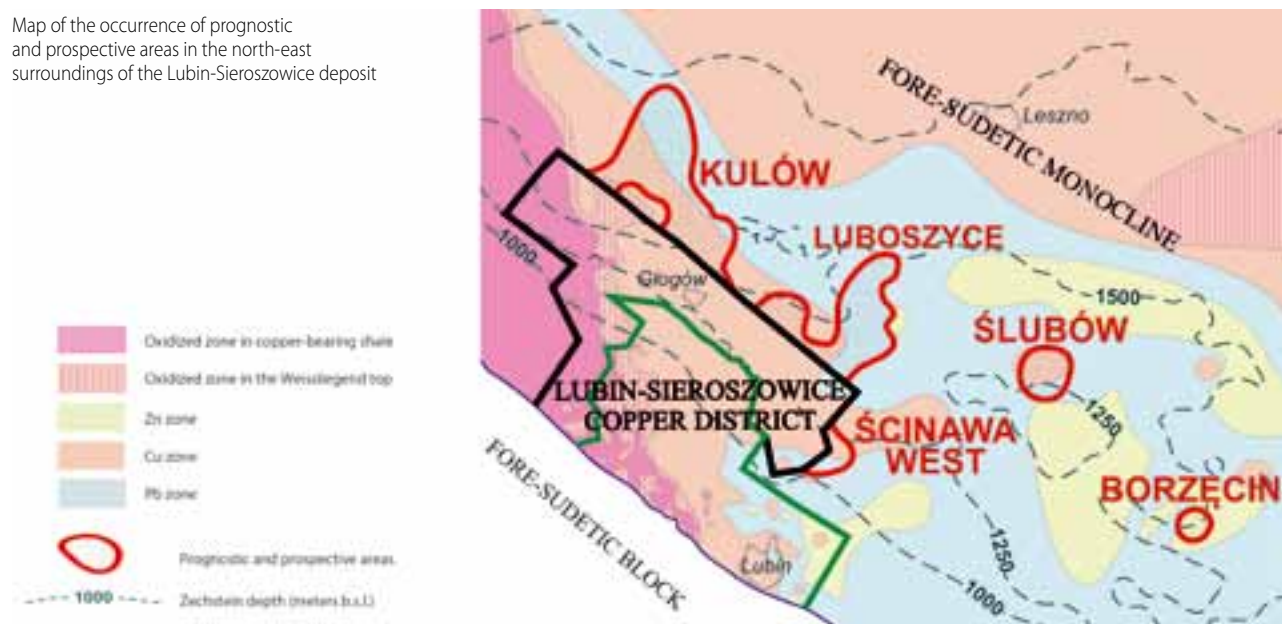 Map of the occurrence of prognostic
and prospective areas in the north-east
surroundings of the Lubin-Sieroszowice deposit
Oxidized zone in copper-bearing shale
Oxidized zone in the Weissliegend top
Zn zone
Cu zone
Pb zone
Prognostic and prospective areas
1000
Zechstein depth (meters b.s.l.)
FORE-SUDETIC MONOCLINE
Leszno
KULÓW
LUBOSZYCE
1000
Głogów
1500
ŚLUBÓW
LUBIN-SIEROSZOWICE
COPPER DISTRICT
1250
ŚCINAWA
WEST
FORE-SUDETIC BLOCK
BORZĘCIN
1250
Lubin
1000